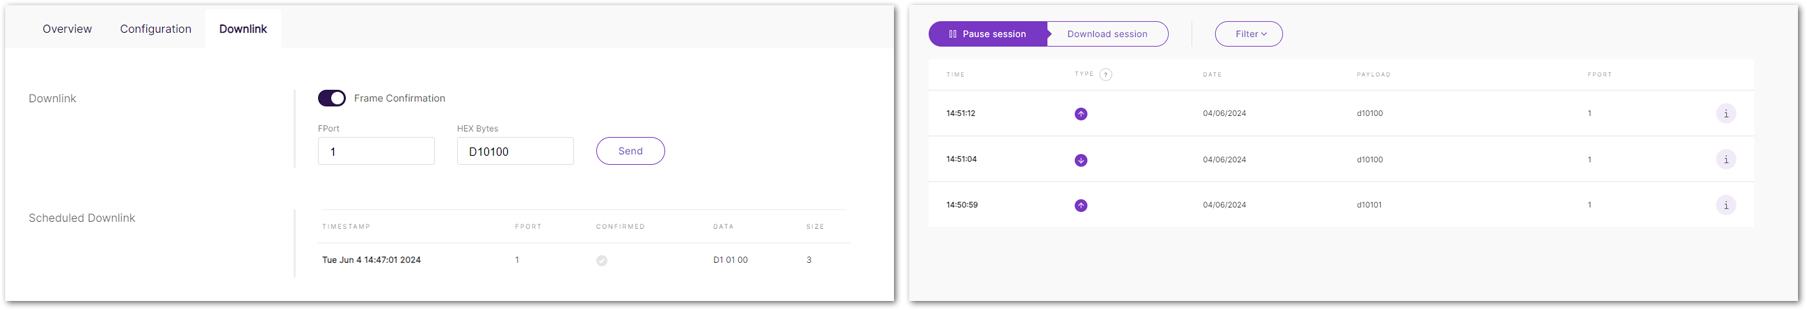 Overview Configuration Downlink
Downlink
Frame Confirmation
FPort HEX Bytes
1 D10100 Send
Scheduled Downlink
TIMESTAMP FPORT CONFIRMED DATA SIZE
Tue Jun 4 14:47:01 2024 1 D1 01 00 3
Pause session Download session Filter
TIME TYPE ? DATE PAYLOAD FPORT
14:51:12 04/06/2024 d10100 1 i
14:51:04 04/06/2024 d10100 1 i
14:50:59 04/06/2024 d10101 1 i